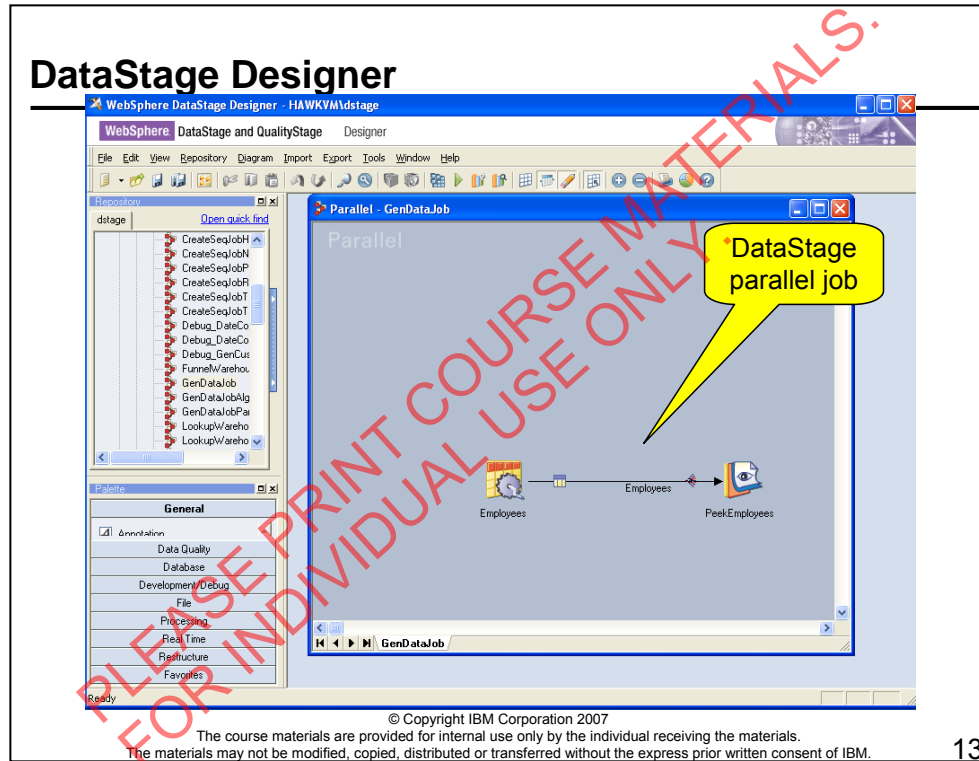 DataStage Designer
WebSphere DataStage Designer - HAWKVM\dstage
WebSphere. DataStage and QualityStage Designer
File Edit View Repository Diagram Import Export Tools Window Help
Repository
dstage Open quick find
CreateSeqJobH
CreateSeqJobN
CreateSeqJobP
CreateSeqJobR
CreateSeqJobT
CreateSeqJobT
Debug_DateCo
Debug_DateCo
Debug_GenCus
FunnelWarehou
GenDataJob
GenDataJobAlg
GenDataJobPar
LookupWareho
LookupWareho
Palette
General
Annotation
Data Quality
Database
Development/Debug
File
Processing
Real Time
Restructure
Favorites
Ready
Parallel - GenDataJob
Parallel
DataStage
parallel job
Employees
Employees
PeekEmployees
GenDataJob
PLEASE PRINT COURSE MATERIALS.
FOR INDIVIDUAL USE ONLY.
© Copyright IBM Corporation 2007
The course materials are provided for internal use only by the individual receiving the materials.
The materials may not be modified, copied, distributed or transferred without the express prior written consent of IBM.
13